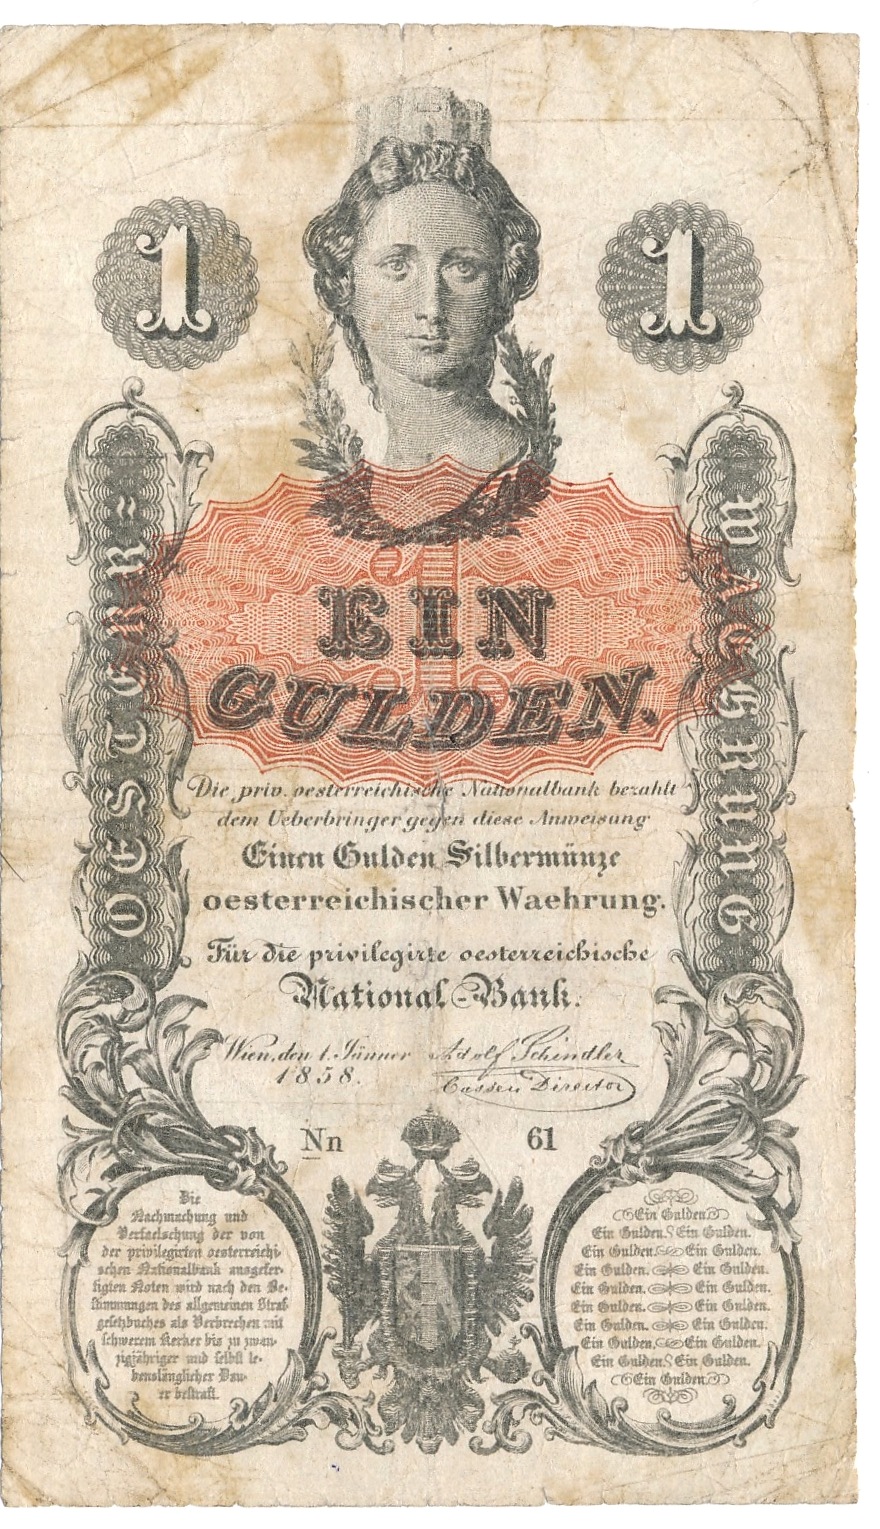 1 1
OESTERR=
WAEHRUNG
1
EIN
GULDEN.
Die priv. oesterreichische Nationalbank bezahlt
dem Ueberbringer gegen diese Anweisung
Einen Gulden Silbermünze
oesterreichischer Waehrung.
Für die privilegirte oesterreichische
National-Bank.
Wien, den 1. Jänner
1858.
Adolf Schindler
Cassen Director
Nn 61
Die
Nachmachung und
Verfaelschung der von
der privilegirten oesterreichi-
schen Nationalbank ausgefer-
tigten Noten wird nach den Be-
stimmungen des allgemeinen Straf
gesetzbuches als Verbrechen mit
schwerem Kerker bis zu zwan-
zigjähriger und selbst le-
benslänglicher Dau-
er bestraft.
Ein Gulden
Ein Gulden. Ein Gulden.
Ein Gulden. Ein Gulden.
Ein Gulden. Ein Gulden.
Ein Gulden. Ein Gulden.
Ein Gulden. Ein Gulden.
Ein Gulden. Ein Gulden.
Ein Gulden. Ein Gulden.
Ein Gulden. Ein Gulden.
Ein Gulden